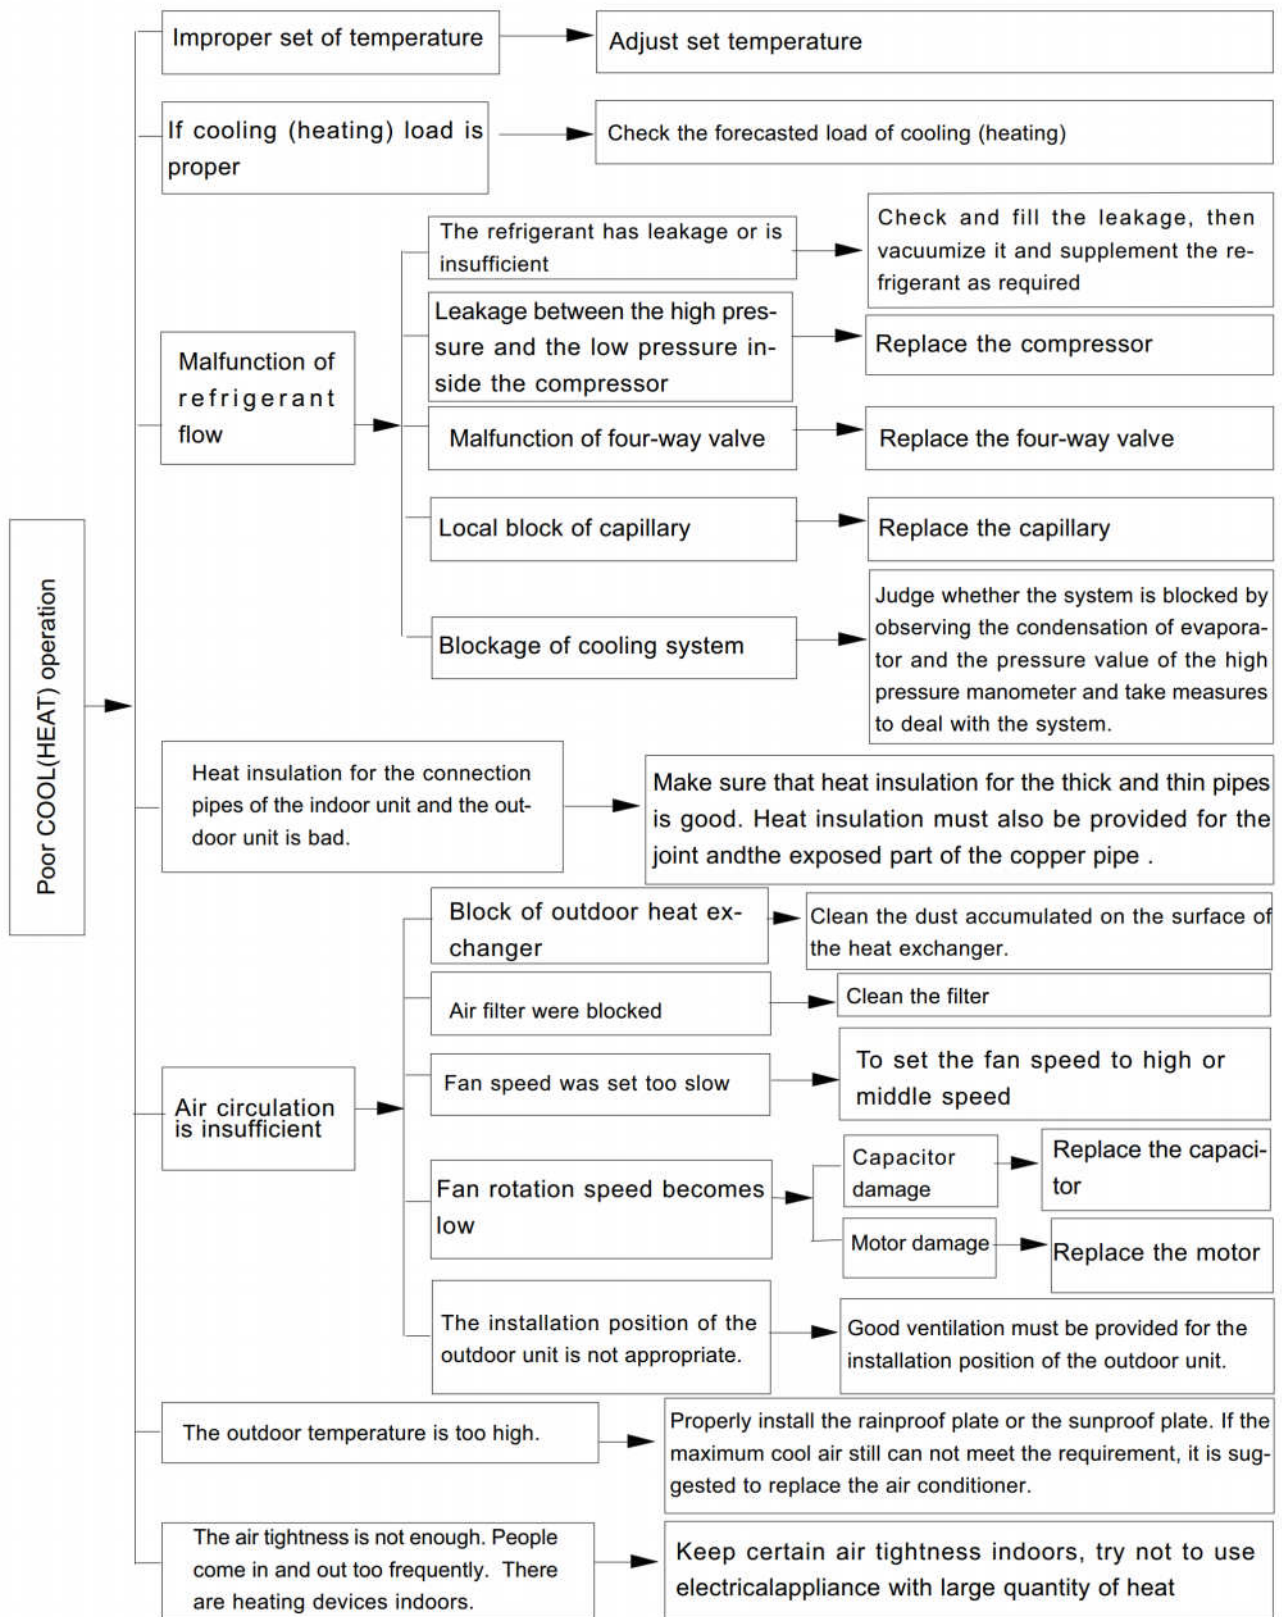 Improper set of temperature
Adjust set temperature
If cooling (heating) load is
proper
Check the forecasted load of cooling (heating)
The refrigerant has leakage or is
insufficient
Check and fill the leakage, then
vacuumize it and supplement the re-
frigerant as required
Malfunction of
refrigerant
flow
Leakage between the high pres-
sure and the low pressure in-
side the compressor
Replace the compressor
Malfunction of four-way valve
Replace the four-way valve
Local block of capillary
Replace the capillary
Blockage of cooling system
Judge whether the system is blocked by
observing the condensation of evapora-
tor and the pressure value of the high
pressure manometer and take measures
to deal with the system.
Poor COOL(HEAT) operation
Heat insulation for the connection
pipes of the indoor unit and the out-
door unit is bad.
Make sure that heat insulation for the thick and thin pipes
is good. Heat insulation must also be provided for the
joint andthe exposed part of the copper pipe .
Block of outdoor heat ex-
changer
Clean the dust accumulated on the surface of
the heat exchanger.
Air filter were blocked
Clean the filter
Fan speed was set too slow
To set the fan speed to high or
middle speed
Air circulation
is insufficient
Fan rotation speed becomes
low
Capacitor
damage
Replace the capaci-
tor
Motor damage
Replace the motor
The installation position of the
outdoor unit is not appropriate.
Good ventilation must be provided for the
installation position of the outdoor unit.
The outdoor temperature is too high.
Properly install the rainproof plate or the sunproof plate. If the
maximum cool air still can not meet the requirement, it is sug-
gested to replace the air conditioner.
The air tightness is not enough. People
come in and out too frequently. There
are heating devices indoors.
Keep certain air tightness indoors, try not to use
electricalappliance with large quantity of heat